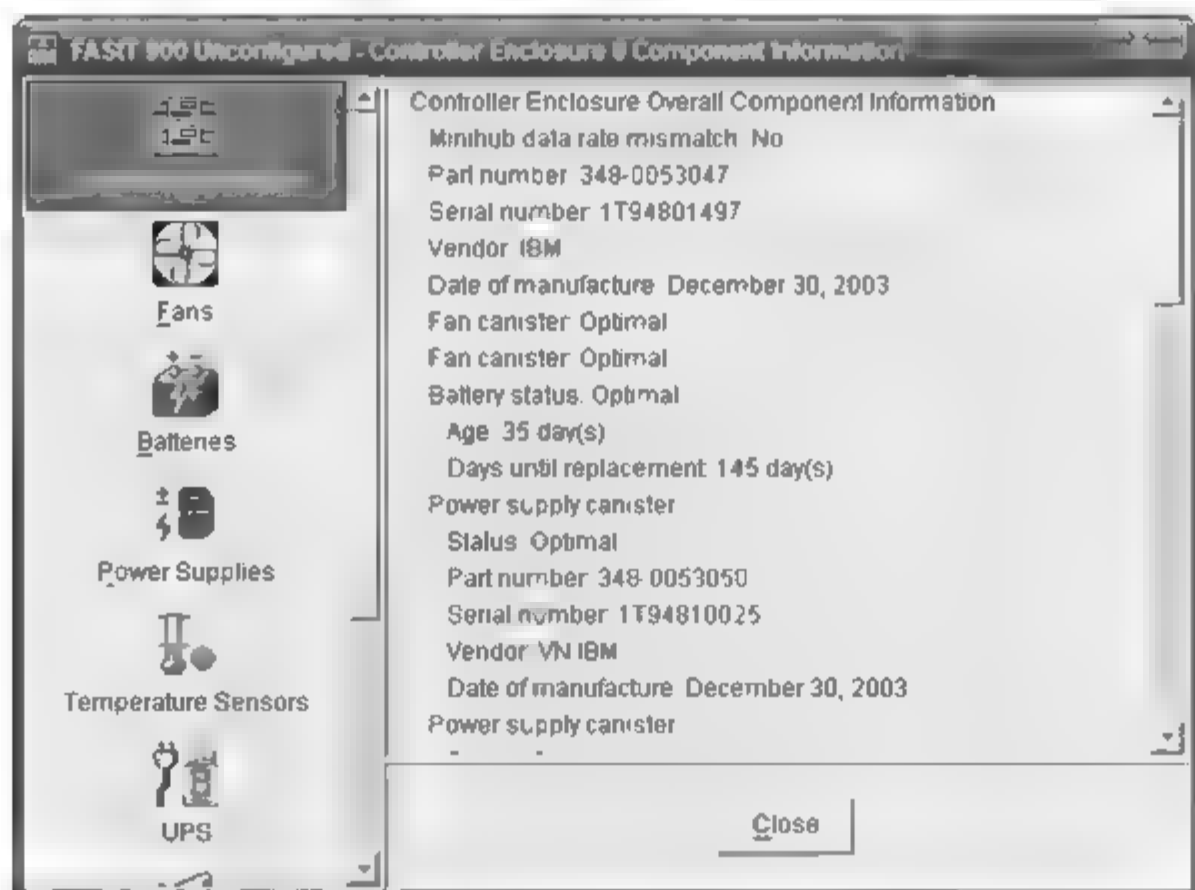 FAStT 900 Unconfigured - Controller Enclosure 0 Component Information
Fans
Batteries
Power Supplies
Temperature Sensors
UPS
Controller Enclosure Overall Component Information
Minihub data rate mismatch No
Part number 348-0053047
Serial number 1T94801497
Vendor IBM
Date of manufacture December 30, 2003
Fan canister Optimal
Fan canister Optimal
Battery status: Optimal
Age 35 day(s)
Days until replacement 145 day(s)
Power supply canister
Status Optimal
Part number 348-0053050
Serial number 1T94810025
Vendor VN IBM
Date of manufacture December 30, 2003
Power supply canister
Close